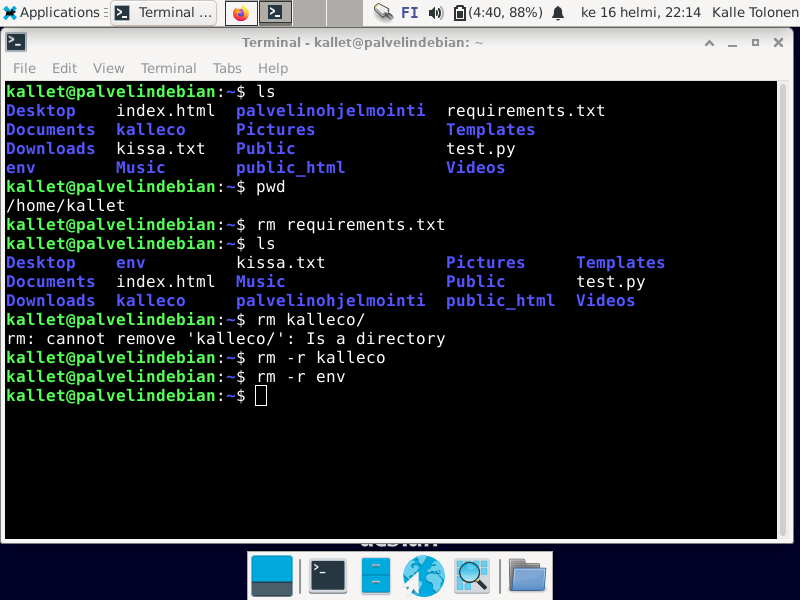 Applications Terminal ... FI (4:40, 88%) ke 16 helmi, 22:14 Kalle Tolonen
Terminal - kallet@palvelindebian: ~
File Edit View Terminal Tabs Help
kallet@palvelindebian:~$ ls
Desktop index.html palvelinohjelmointi requirements.txt
Documents kalleco Pictures Templates
Downloads kissa.txt Public test.py
env Music public_html Videos
kallet@palvelindebian:~$ pwd
/home/kallet
kallet@palvelindebian:~$ rm requirements.txt
kallet@palvelindebian:~$ ls
Desktop env kissa.txt Pictures Templates
Documents index.html Music Public test.py
Downloads kalleco palvelinohjelmointi public_html Videos
kallet@palvelindebian:~$ rm kalleco/
rm: cannot remove 'kalleco/': Is a directory
kallet@palvelindebian:~$ rm -r kalleco
kallet@palvelindebian:~$ rm -r env
kallet@palvelindebian:~$
debian